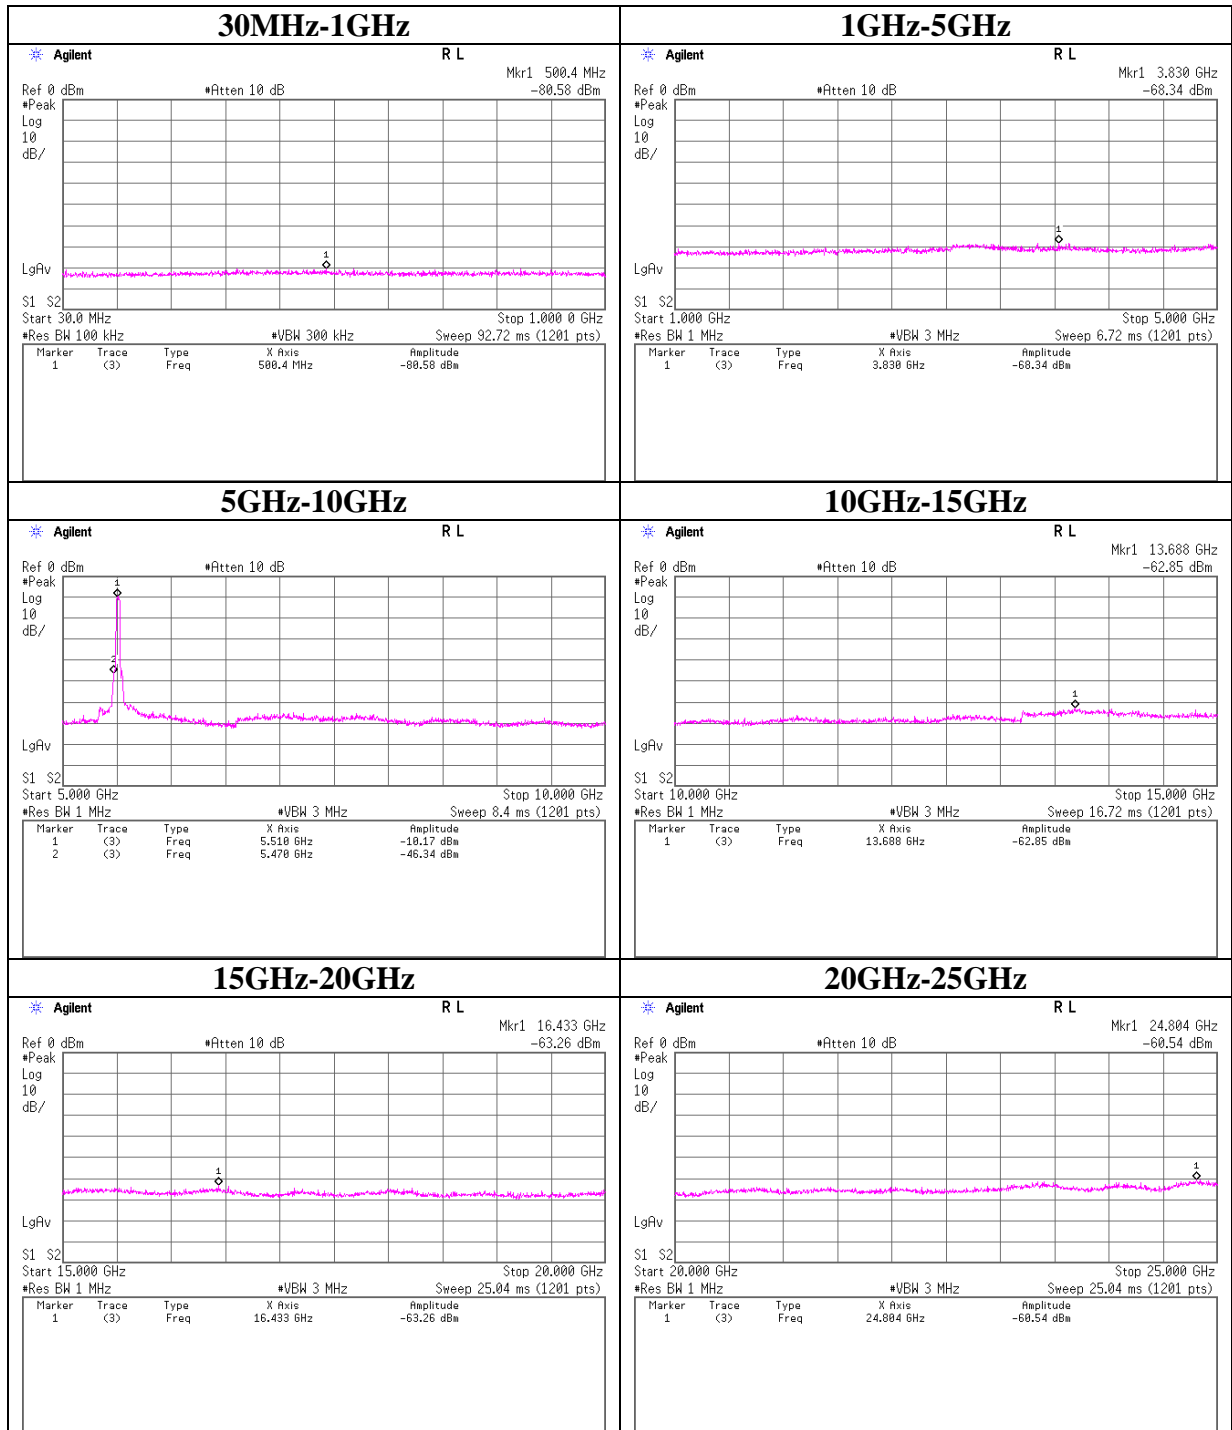 30MHz-1GHz
Agilent R L
Mkr1 500.4 MHz
Ref 0 dBm #Atten 10 dB -80.58 dBm
#Peak
Log
10
dB/
1
LgAv
S1 S2
Start 30.0 MHz Stop 1.000 0 GHz
#Res BW 100 kHz #VBW 300 kHz Sweep 92.72 ms (1201 pts)
Marker Trace Type X Axis Amplitude
1 (3) Freq 500.4 MHz -80.58 dBm
1GHz-5GHz
Agilent R L
Mkr1 3.830 GHz
Ref 0 dBm #Atten 10 dB -68.34 dBm
#Peak
Log
10
dB/
1
LgAv
S1 S2
Start 1.000 GHz Stop 5.000 GHz
#Res BW 1 MHz #VBW 3 MHz Sweep 6.72 ms (1201 pts)
Marker Trace Type X Axis Amplitude
1 (3) Freq 3.830 GHz -68.34 dBm
5GHz-10GHz
Agilent R L
Ref 0 dBm #Atten 10 dB
#Peak
Log
10
dB/
1
2
LgAv
S1 S2
Start 5.000 GHz Stop 10.000 GHz
#Res BW 1 MHz #VBW 3 MHz Sweep 8.4 ms (1201 pts)
Marker Trace Type X Axis Amplitude
1 (3) Freq 5.510 GHz -10.17 dBm
2 (3) Freq 5.470 GHz -46.34 dBm
10GHz-15GHz
Agilent R L
Mkr1 13.688 GHz
Ref 0 dBm #Atten 10 dB -62.85 dBm
#Peak
Log
10
dB/
1
LgAv
S1 S2
Start 10.000 GHz Stop 15.000 GHz
#Res BW 1 MHz #VBW 3 MHz Sweep 16.72 ms (1201 pts)
Marker Trace Type X Axis Amplitude
1 (3) Freq 13.688 GHz -62.85 dBm
15GHz-20GHz
Agilent R L
Mkr1 16.433 GHz
Ref 0 dBm #Atten 10 dB -63.26 dBm
#Peak
Log
10
dB/
1
LgAv
S1 S2
Start 15.000 GHz Stop 20.000 GHz
#Res BW 1 MHz #VBW 3 MHz Sweep 25.04 ms (1201 pts)
Marker Trace Type X Axis Amplitude
1 (3) Freq 16.433 GHz -63.26 dBm
20GHz-25GHz
Agilent R L
Mkr1 24.804 GHz
Ref 0 dBm #Atten 10 dB -60.54 dBm
#Peak
Log
10
dB/
1
LgAv
S1 S2
Start 20.000 GHz Stop 25.000 GHz
#Res BW 1 MHz #VBW 3 MHz Sweep 25.04 ms (1201 pts)
Marker Trace Type X Axis Amplitude
1 (3) Freq 24.804 GHz -60.54 dBm